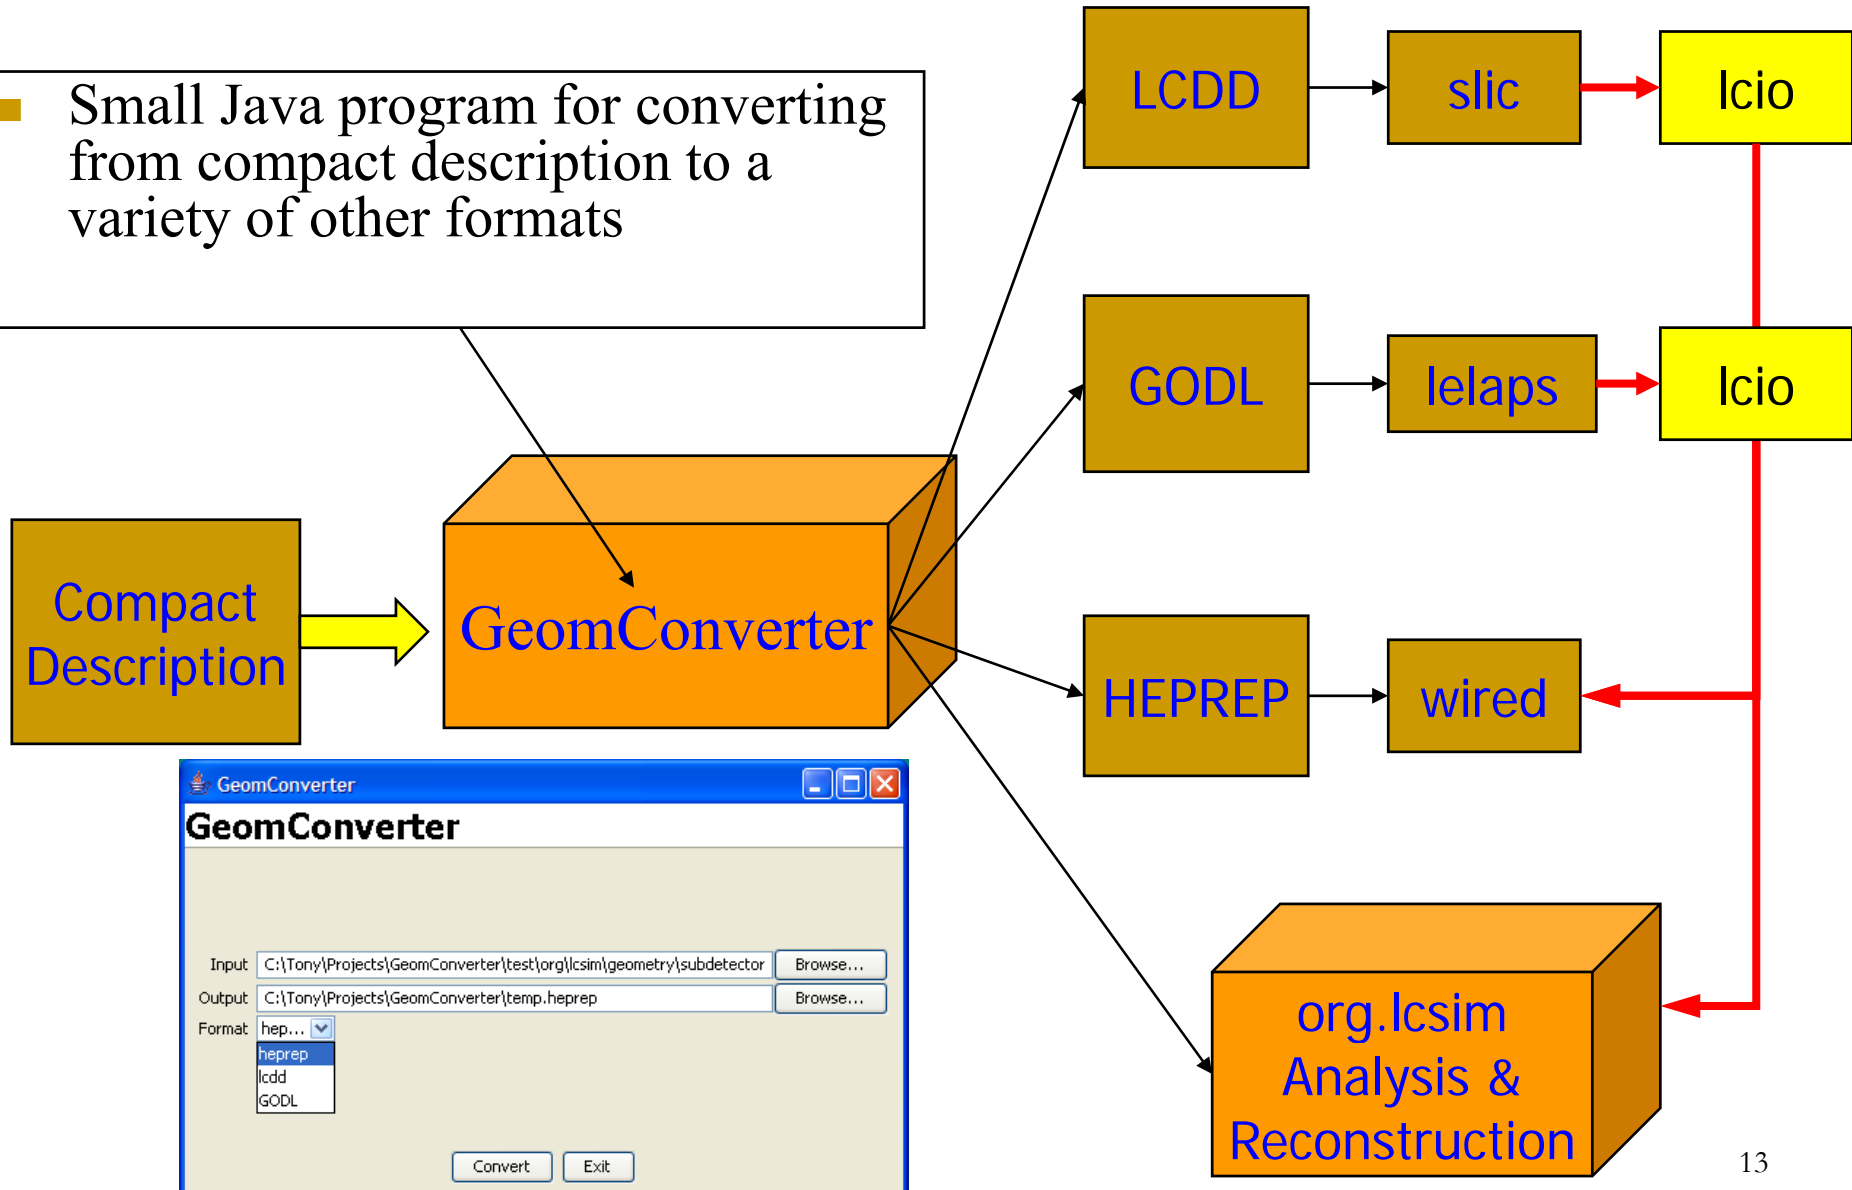 Small Java program for converting
from compact description to a
variety of other formats
LCDD
slic
lcio
GODL
lelaps
lcio
Compact
Description
GeomConverter
HEPREP
wired
GeomConverter
GeomConverter
Input C:\Tony\Projects\GeomConverter\test\org\lcsim\geometry\subdetector Browse...
Output C:\Tony\Projects\GeomConverter\temp.heprep Browse...
Format hep...
heprep
lcdd
GODL
Convert Exit
org.lcsim
Analysis &
Reconstruction
13